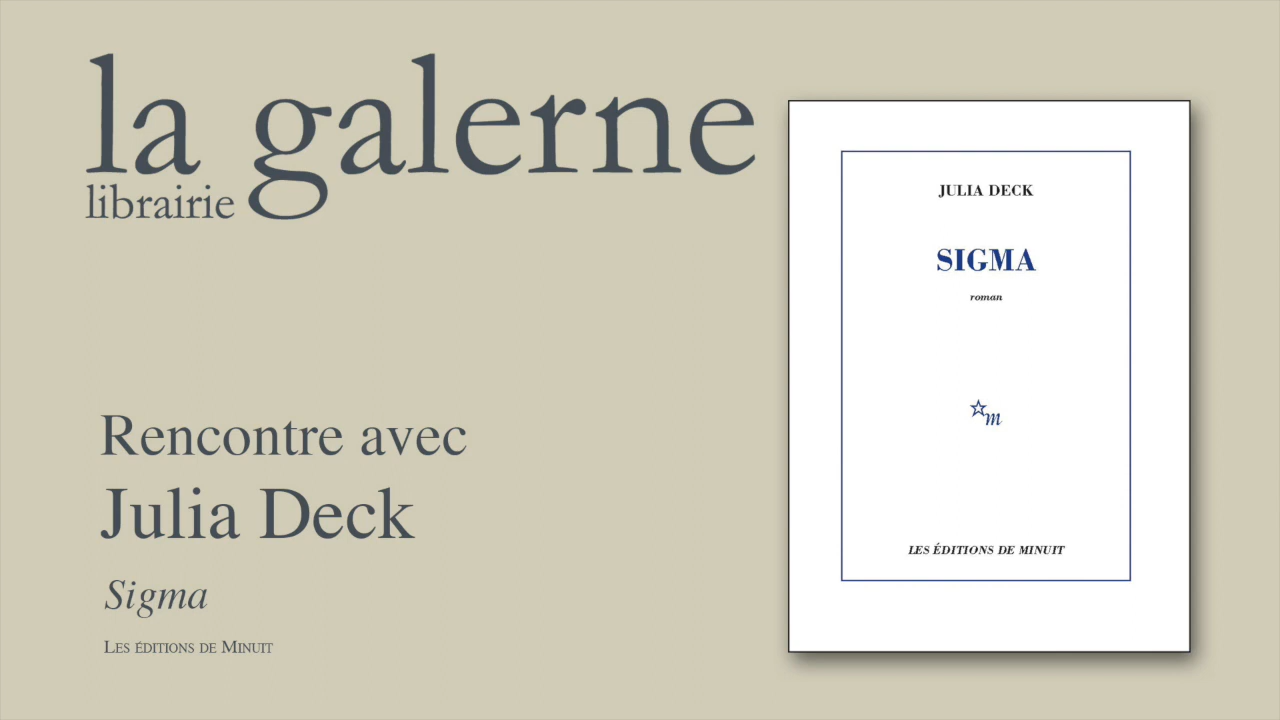 la galerne
librairie
Rencontre avec
Julia Deck
Sigma
LES ÉDITIONS DE MINUIT
JULIA DECK
SIGMA
roman
m
LES ÉDITIONS DE MINUIT